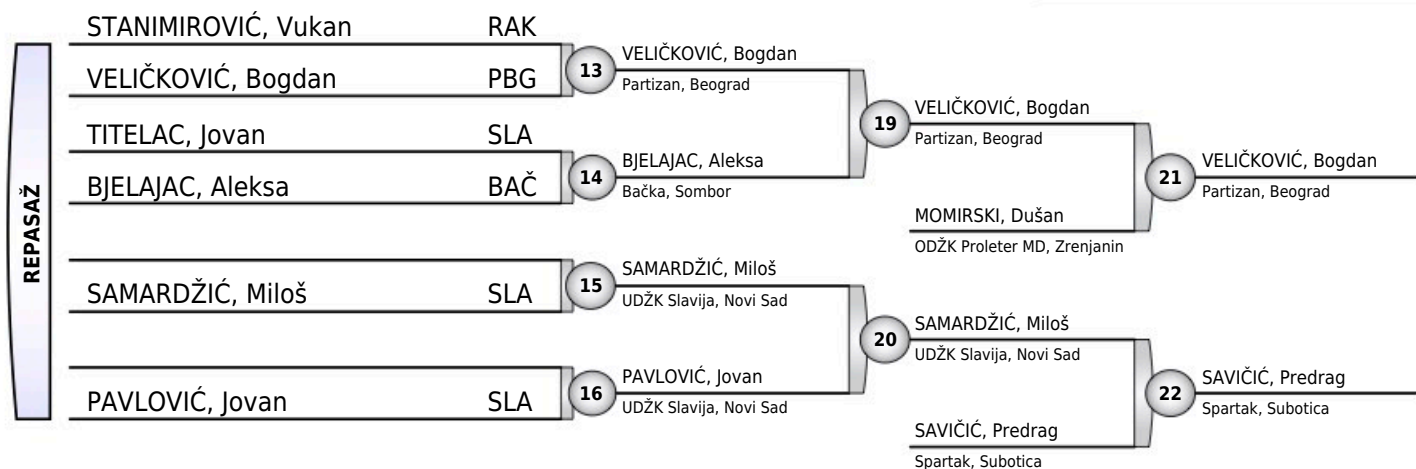 REPASAŽ
STANIMIROVIĆ, Vukan RAK
VELIČKOVIĆ, Bogdan PBG
TITELAC, Jovan SLA
BJELAJAC, Aleksa BAČ
SAMARDŽIĆ, Miloš SLA
PAVLOVIĆ, Jovan SLA
13
VELIČKOVIĆ, Bogdan
Partizan, Beograd
14
BJELAJAC, Aleksa
Bačka, Sombor
15
SAMARDŽIĆ, Miloš
UDŽK Slavija, Novi Sad
16
PAVLOVIĆ, Jovan
UDŽK Slavija, Novi Sad
19
VELIČKOVIĆ, Bogdan
Partizan, Beograd
MOMIRSKI, Dušan
ODŽK Proleter MD, Zrenjanin
20
SAMARDŽIĆ, Miloš
UDŽK Slavija, Novi Sad
SAVIČIĆ, Predrag
Spartak, Subotica
21
VELIČKOVIĆ, Bogdan
Partizan, Beograd
22
SAVIČIĆ, Predrag
Spartak, Subotica